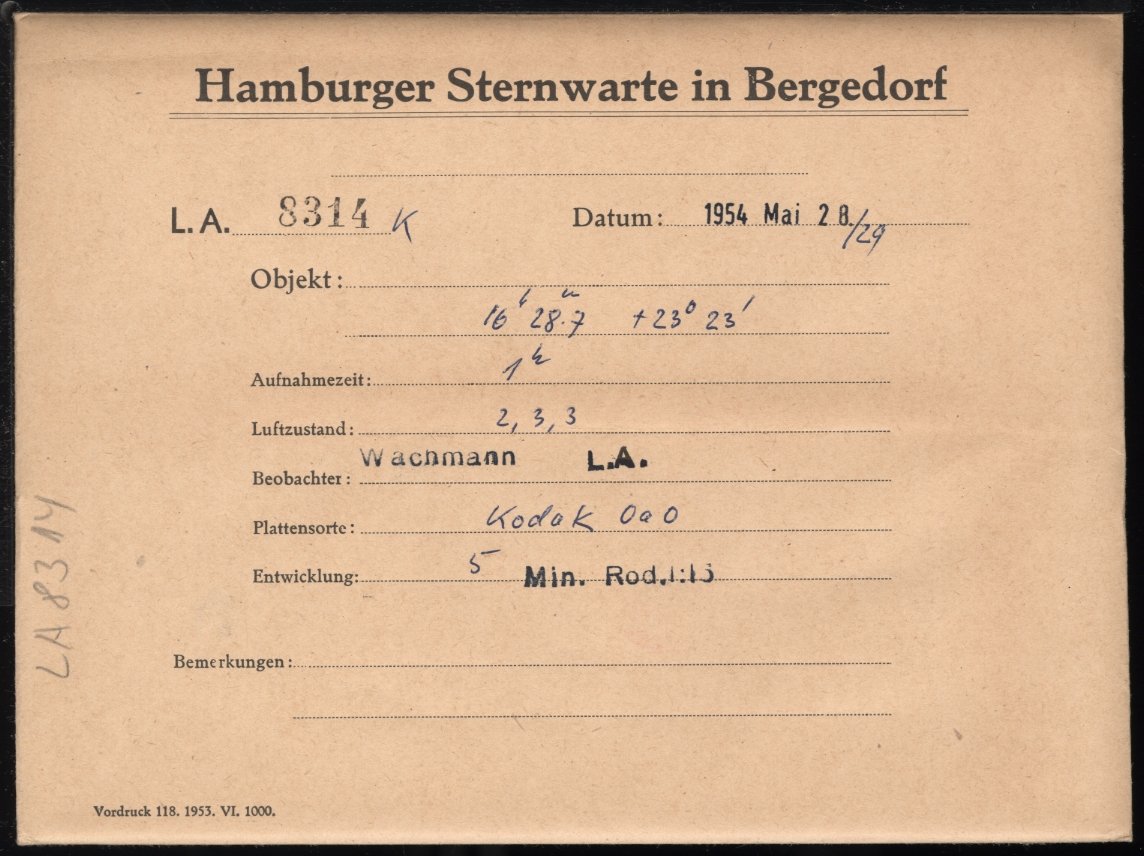 Hamburger Sternwarte in Bergedorf
L.A. 8314 K Datum: 1954 Mai 28./29
Objekt:
16h 28.7m +23° 23'
Aufnahmezeit: 1h
Luftzustand: 2, 3, 3
Beobachter: Wachmann L.A.
Plattensorte: Kodak OaO
Entwicklung: 5 Min. Rod. 1:15
Bemerkungen:
Vordruck 118. 1953. VI. 1000.
LA 8314